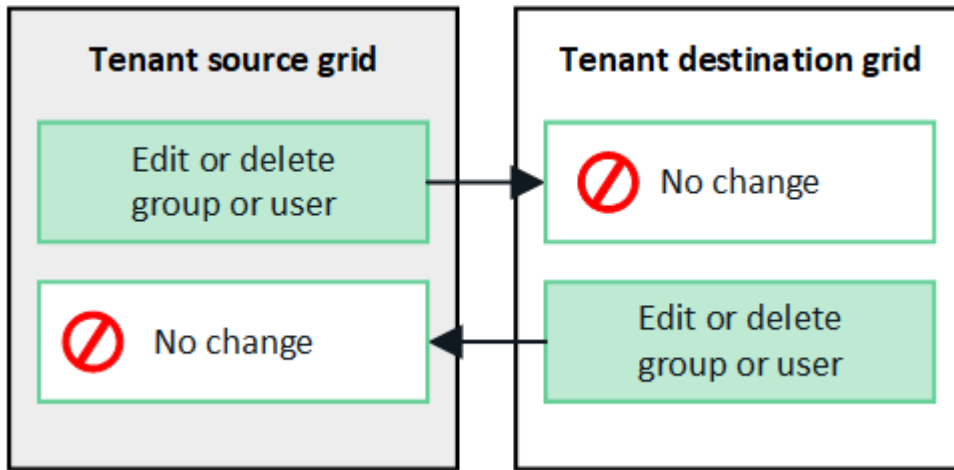 Tenant source grid
Edit or delete
group or user
No change
Tenant destination grid
No change
Edit or delete
group or user